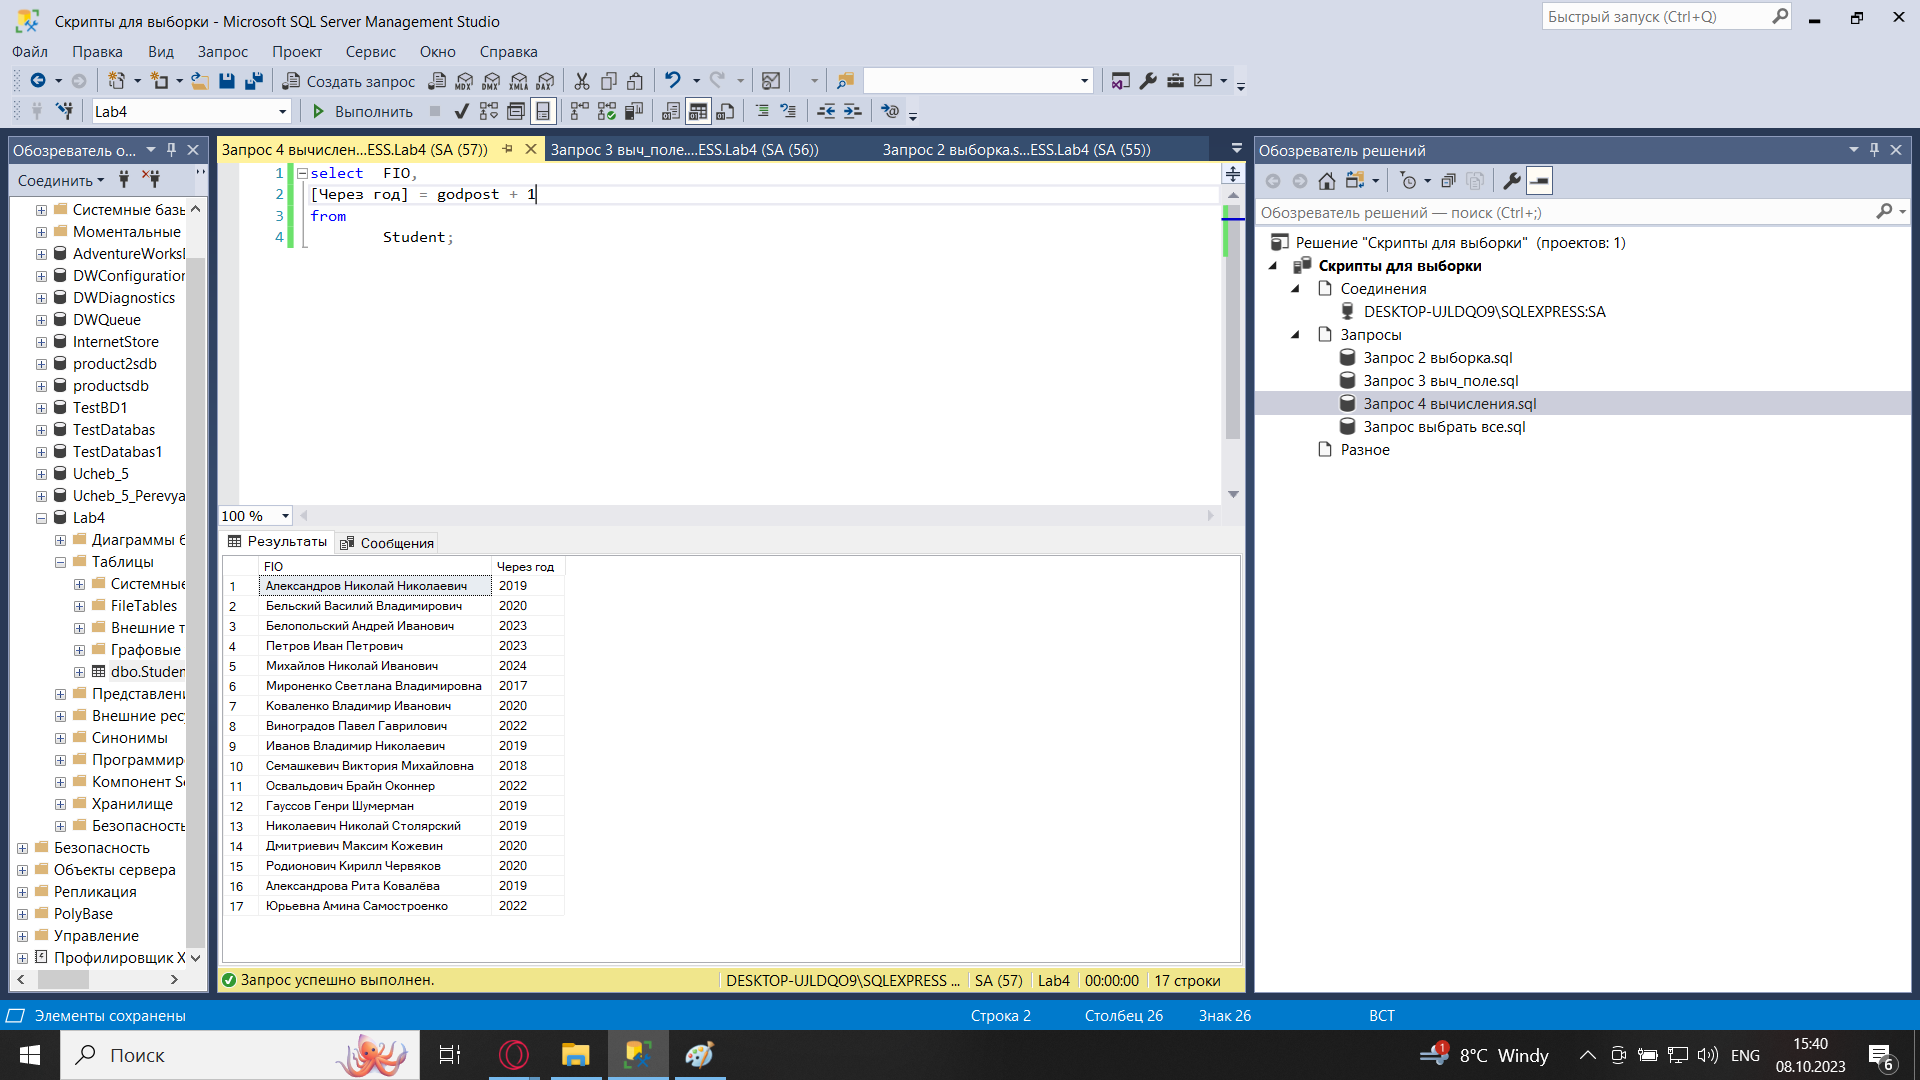 Скрипты для выборки - Microsoft SQL Server Management Studio
Быстрый запуск (Ctrl+Q)
Файл Правка Вид Запрос Проект Сервис Окно Справка
Создать запрос MDX DMX XMLA DAX
Lab4 Выполнить
Обозреватель о...
Соединить
Системные базь
Моментальные
AdventureWorksI
DWConfiguration
DWDiagnostics
DWQueue
InternetStore
product2sdb
productsdb
TestBD1
TestDatabas
TestDatabas1
Ucheb_5
Ucheb_5_Perevya
Lab4
Диаграммы б
Таблицы
Системные
FileTables
Внешние т
Графовые
dbo.Studen
Представлени
Внешние рес
Синонимы
Программир
Компонент Se
Хранилище
Безопасность
Безопасность
Объекты сервера
Репликация
PolyBase
Управление
Профилировщик X
Запрос 4 вычислен...ESS.Lab4 (SA (57)) Запрос 3 выч_поле....ESS.Lab4 (SA (56)) Запрос 2 выборка.s...ESS.Lab4 (SA (55))
1 select FIO,
2 [Через год] = godpost + 1
3 from
4 Student;
100 %
Результаты Сообщения
FIO Через год
1 Александров Николай Николаевич 2019
2 Бельский Василий Владимирович 2020
3 Белопольский Андрей Иванович 2023
4 Петров Иван Петрович 2023
5 Михайлов Николай Иванович 2024
6 Мироненко Светлана Владимировна 2017
7 Коваленко Владимир Иванович 2020
8 Виноградов Павел Гаврилович 2022
9 Иванов Владимир Николаевич 2019
10 Семашкевич Виктория Михайловна 2018
11 Освальдович Брайн Оконнер 2022
12 Гауссов Генри Шумерман 2019
13 Николаевич Николай Столярский 2019
14 Дмитриевич Максим Кожевин 2020
15 Родионович Кирилл Червяков 2020
16 Александрова Рита Ковалёва 2019
17 Юрьевна Амина Самостроенко 2022
Запрос успешно выполнен. DESKTOP-UJLDQO9\SQLEXPRESS ... SA (57) Lab4 00:00:00 17 строки
Обозреватель решений
Обозреватель решений — поиск (Ctrl+;)
Решение "Скрипты для выборки" (проектов: 1)
Скрипты для выборки
Соединения
DESKTOP-UJLDQO9\SQLEXPRESS:SA
Запросы
Запрос 2 выборка.sql
Запрос 3 выч_поле.sql
Запрос 4 вычисления.sql
Запрос выбрать все.sql
Разное
Элементы сохранены Строка 2 Столбец 26 Знак 26 ВСТ
Поиск
1 8°C Windy ENG 15:40
08.10.2023 6